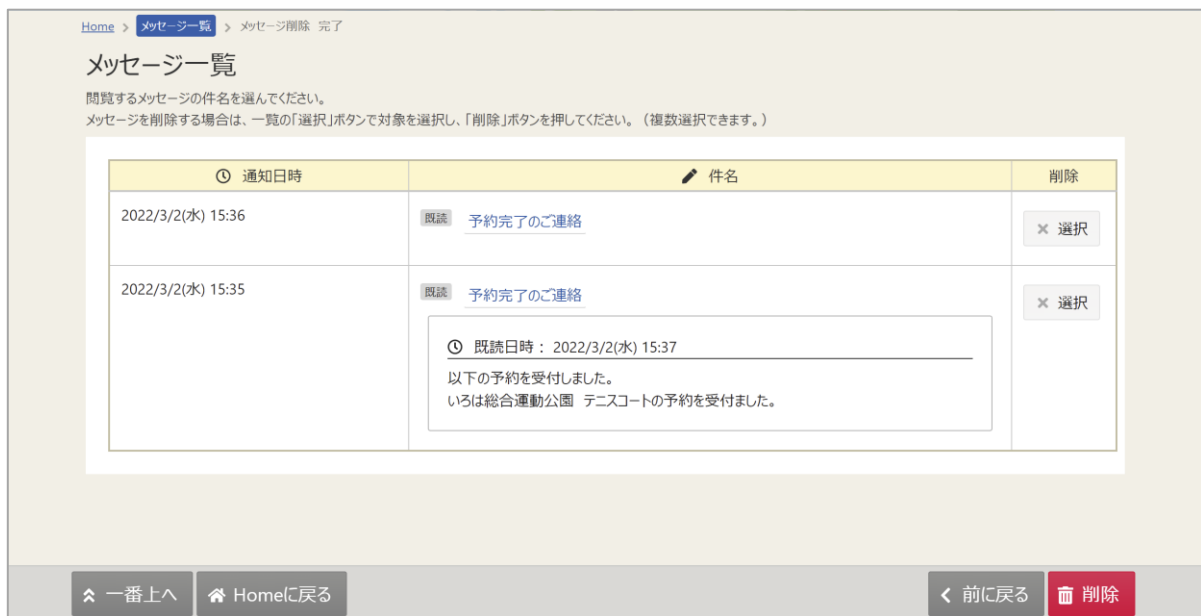 Home > メッセージ一覧 > メッセージ削除 完了
メッセージ一覧
閲覧するメッセージの件名を選んでください。
メッセージを削除する場合は、一覧の「選択」ボタンで対象を選択し、「削除」ボタンを押してください。（複数選択できます。）
通知日時 件名 削除
2022/3/2(水) 15:36 既読 予約完了のご連絡 × 選択
2022/3/2(水) 15:35 既読 予約完了のご連絡 × 選択
既読日時： 2022/3/2(水) 15:37
以下の予約を受付しました。
いろは総合運動公園 テニスコートの予約を受付ました。
一番上へ Homeに戻る 前に戻る 削除